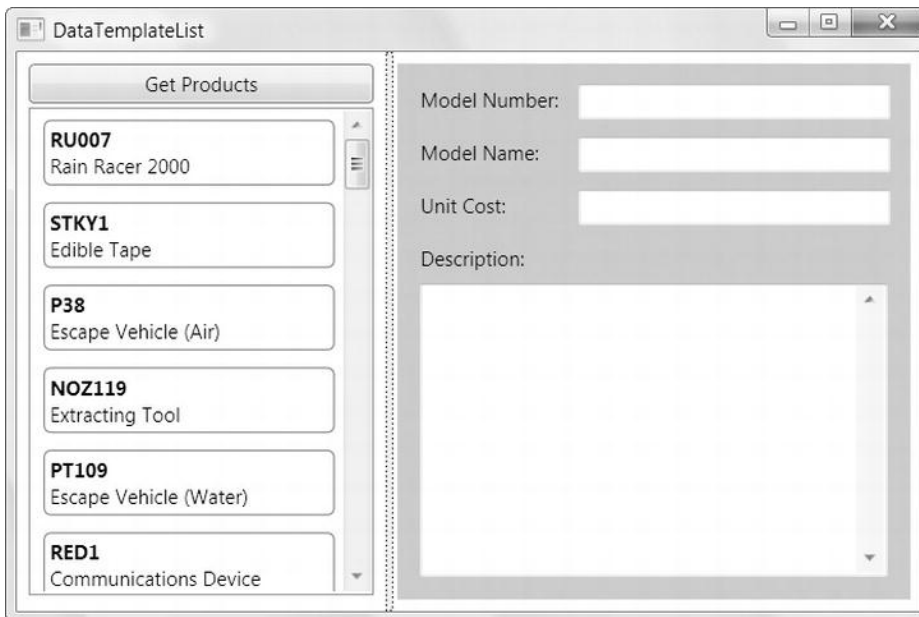 DataTemplateList
Get Products
RU007
Rain Racer 2000
STKY1
Edible Tape
P38
Escape Vehicle (Air)
NOZ119
Extracting Tool
PT109
Escape Vehicle (Water)
RED1
Communications Device
Model Number:
Model Name:
Unit Cost:
Description: